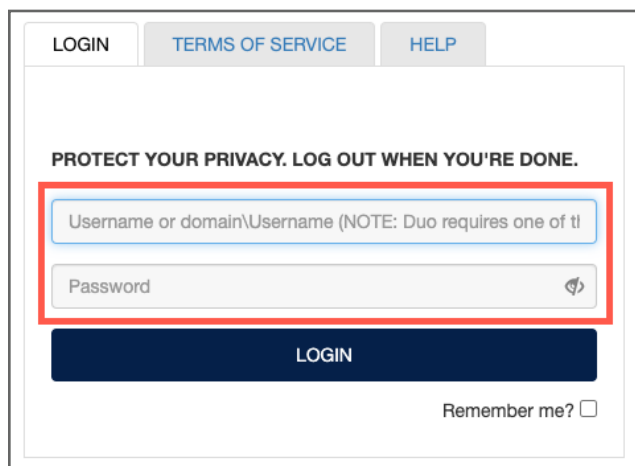 LOGIN TERMS OF SERVICE HELP
PROTECT YOUR PRIVACY. LOG OUT WHEN YOU'RE DONE.
Username or domain\Username (NOTE: Duo requires one of
Password
LOGIN
Remember me?